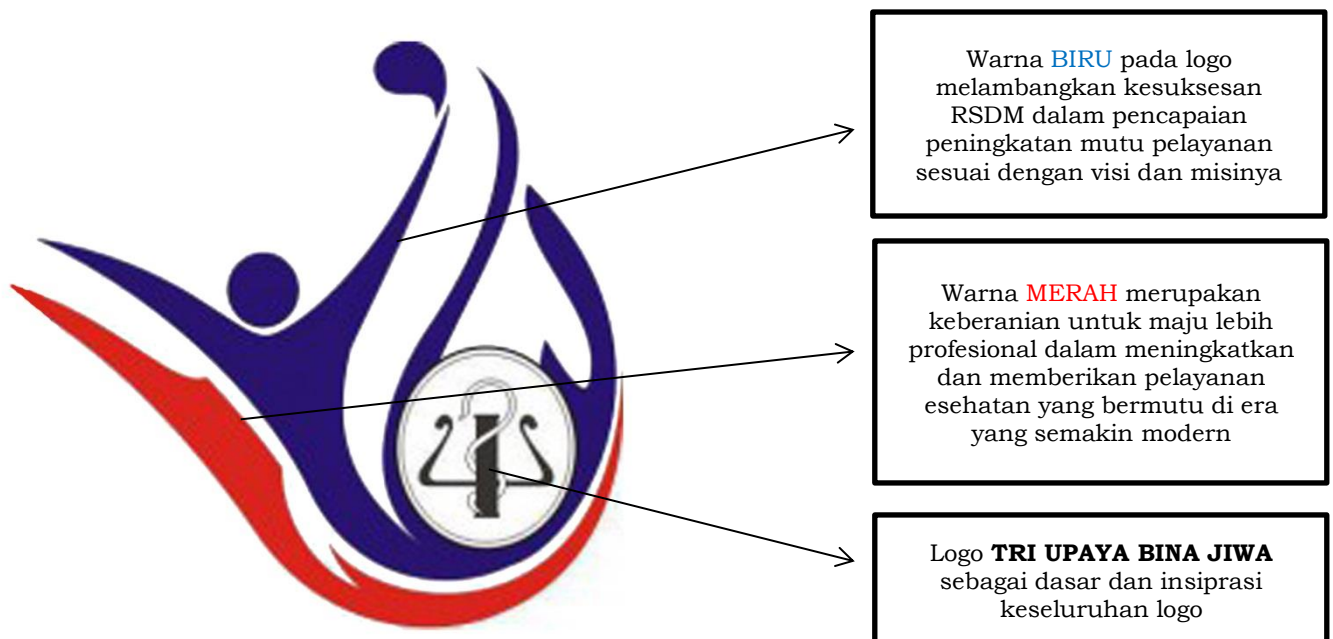 Warna BIRU pada logo
melambangkan kesuksesan
RSDM dalam pencapaian
peningkatan mutu pelayanan
sesuai dengan visi dan misinya
Warna MERAH merupakan
keberanian untuk maju lebih
profesional dalam meningkatkan
dan memberikan pelayanan
esehatan yang bermutu di era
yang semakin modern
Logo TRI UPAYA BINA JIWA
sebagai dasar dan insiprasi
keseluruhan logo